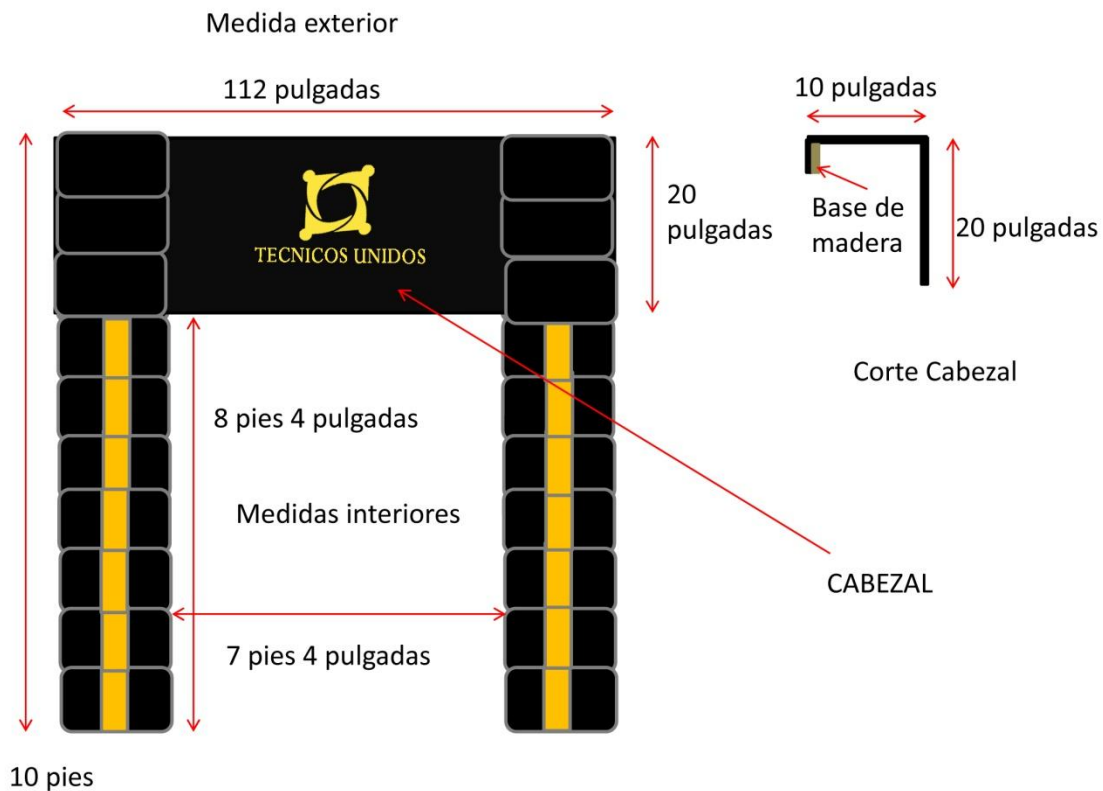 Medida exterior
112 pulgadas
10 pulgadas
TECNICOS UNIDOS
20
pulgadas
Base de
madera
20 pulgadas
Corte Cabezal
8 pies 4 pulgadas
Medidas interiores
CABEZAL
7 pies 4 pulgadas
10 pies